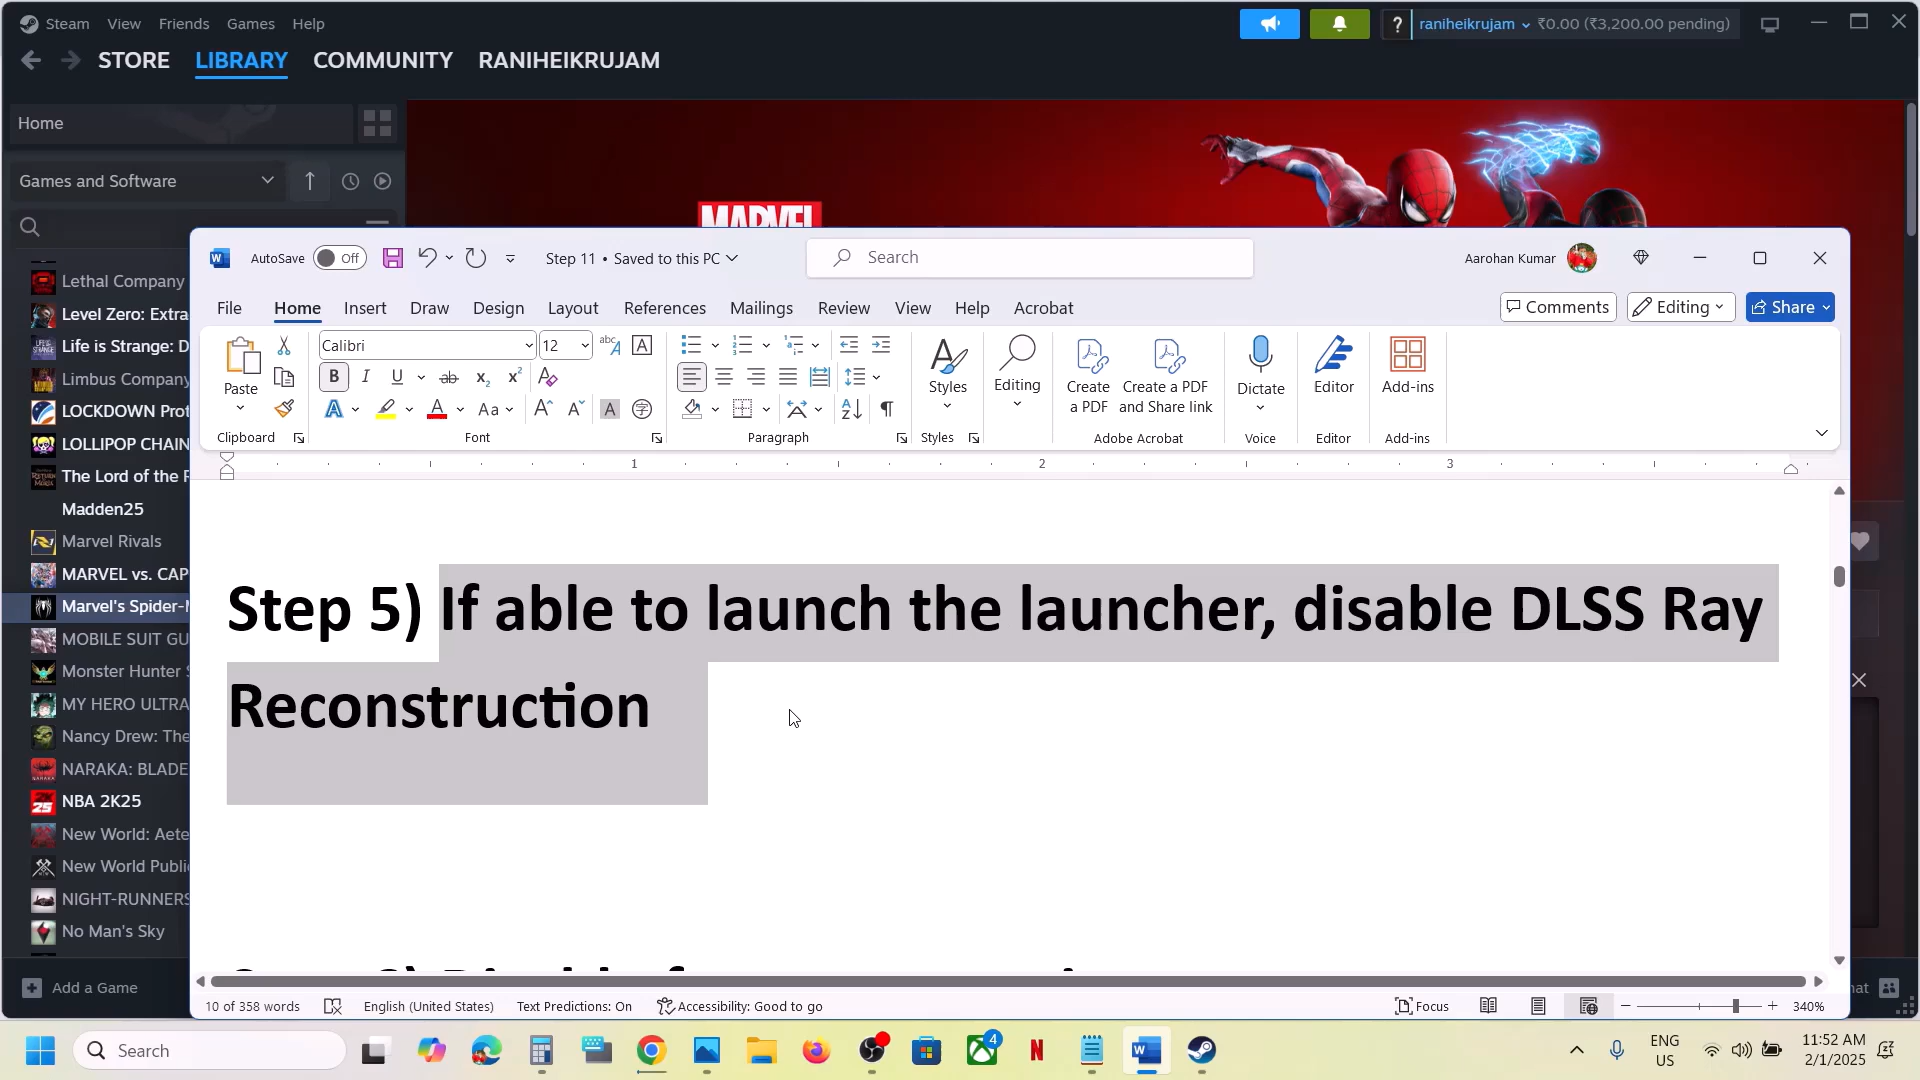 Steam View Friends Games Help
raniheikrujam ₹0.00 (₹3,200.00 pending)
STORE LIBRARY COMMUNITY RANIHEIKRUJAM
Home
Games and Software
MARVEL
AutoSave Off Step 11 • Saved to this PC Search Aarohan Kumar
File Home Insert Draw Design Layout References Mailings Review View Help Acrobat Comments Editing Share
Calibri 12
Paste
Clipboard
Font
Paragraph
Styles
Styles
Editing
Create a PDF
Create a PDF and Share link
Adobe Acrobat
Dictate
Voice
Editor
Editor
Add-ins
Add-ins
1 2 3
Lethal Company
Level Zero: Extra
Life is Strange: D
Limbus Company
LOCKDOWN Prot
LOLLIPOP CHAIN
The Lord of the R
Madden25
Marvel Rivals
MARVEL vs. CAP
Marvel's Spider-M
MOBILE SUIT GU
Monster Hunter S
MY HERO ULTRA
Nancy Drew: The
NARAKA: BLADE
NBA 2K25
New World: Aete
New World Publi
NIGHT-RUNNERS
No Man's Sky
Step 5) If able to launch the launcher, disable DLSS Ray
Reconstruction
Add a Game
10 of 358 words English (United States) Text Predictions: On Accessibility: Good to go Focus 340%
Search
4
ENG
US
11:52 AM
2/1/2025